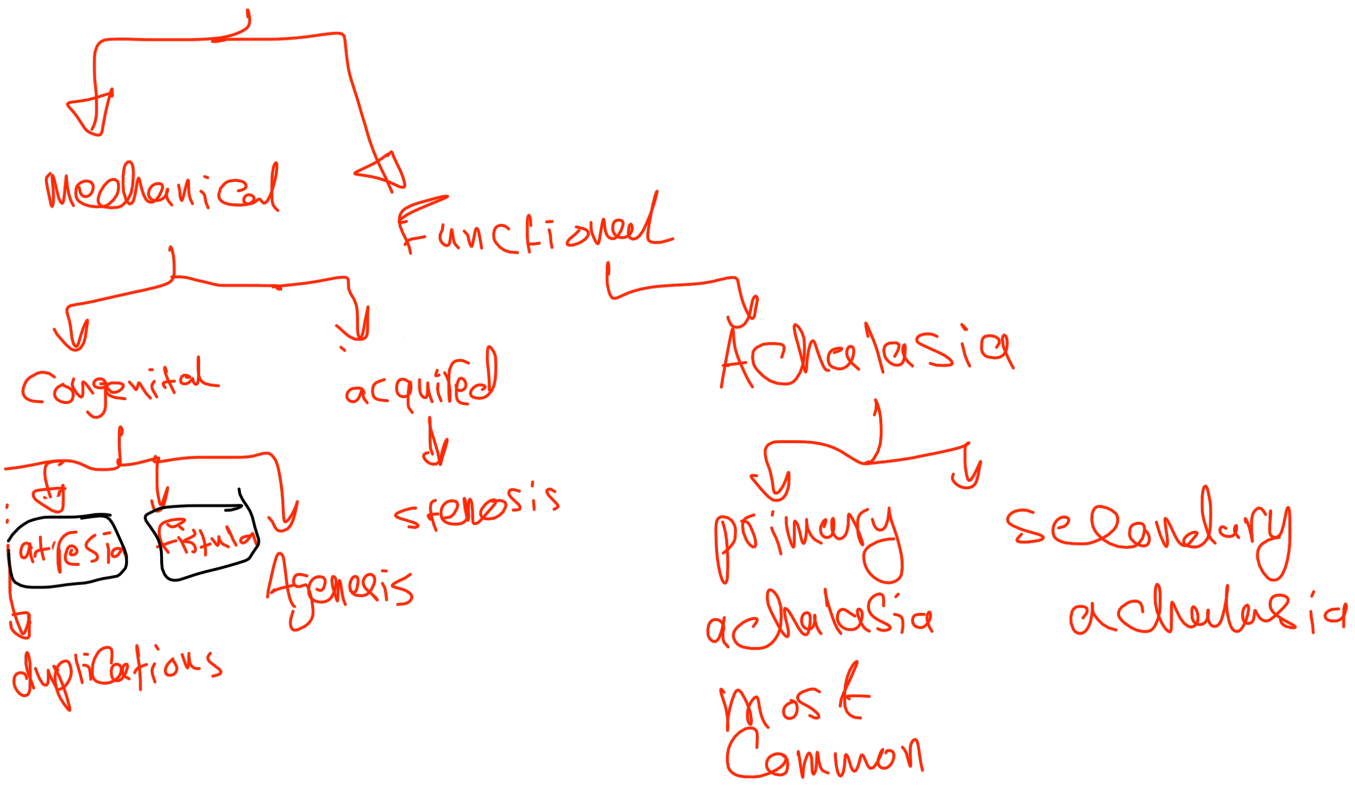 Mechanical
Functional
Achalasia
Congenital
acquired
stenosis
atresia
fistula
Agenesis
duplications
primary
achalasia
most
Common
secondary
achalasia